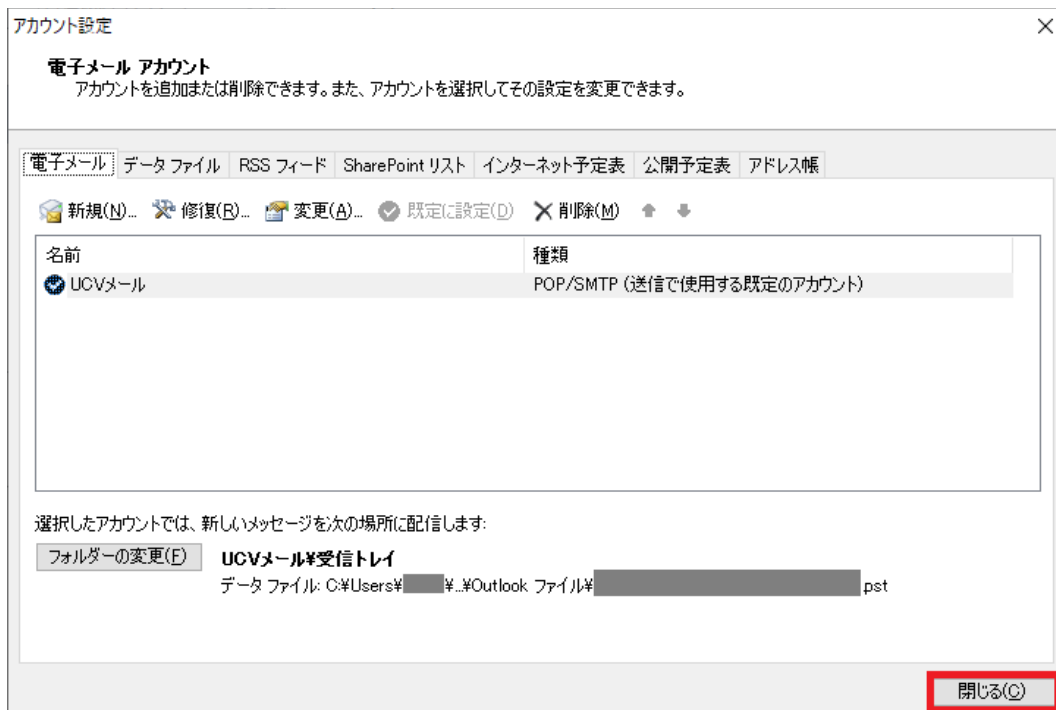 アカウント設定
電子メール アカウント
アカウントを追加または削除できます。また、アカウントを選択してその設定を変更できます。
電子メール データ ファイル RSS フィード SharePoint リスト インターネット予定表 公開予定表 アドレス帳
新規(N)... 修復(R)... 変更(A)... 既定に設定(D) 削除(M)
名前 種類
UCVメール POP/SMTP (送信で使用する既定のアカウント)
選択したアカウントでは、新しいメッセージを次の場所に配信します:
フォルダーの変更(F) UCVメール¥受信トレイ
データ ファイル: C:¥Users¥ ¥...¥Outlook ファイル¥ .pst
閉じる(C)